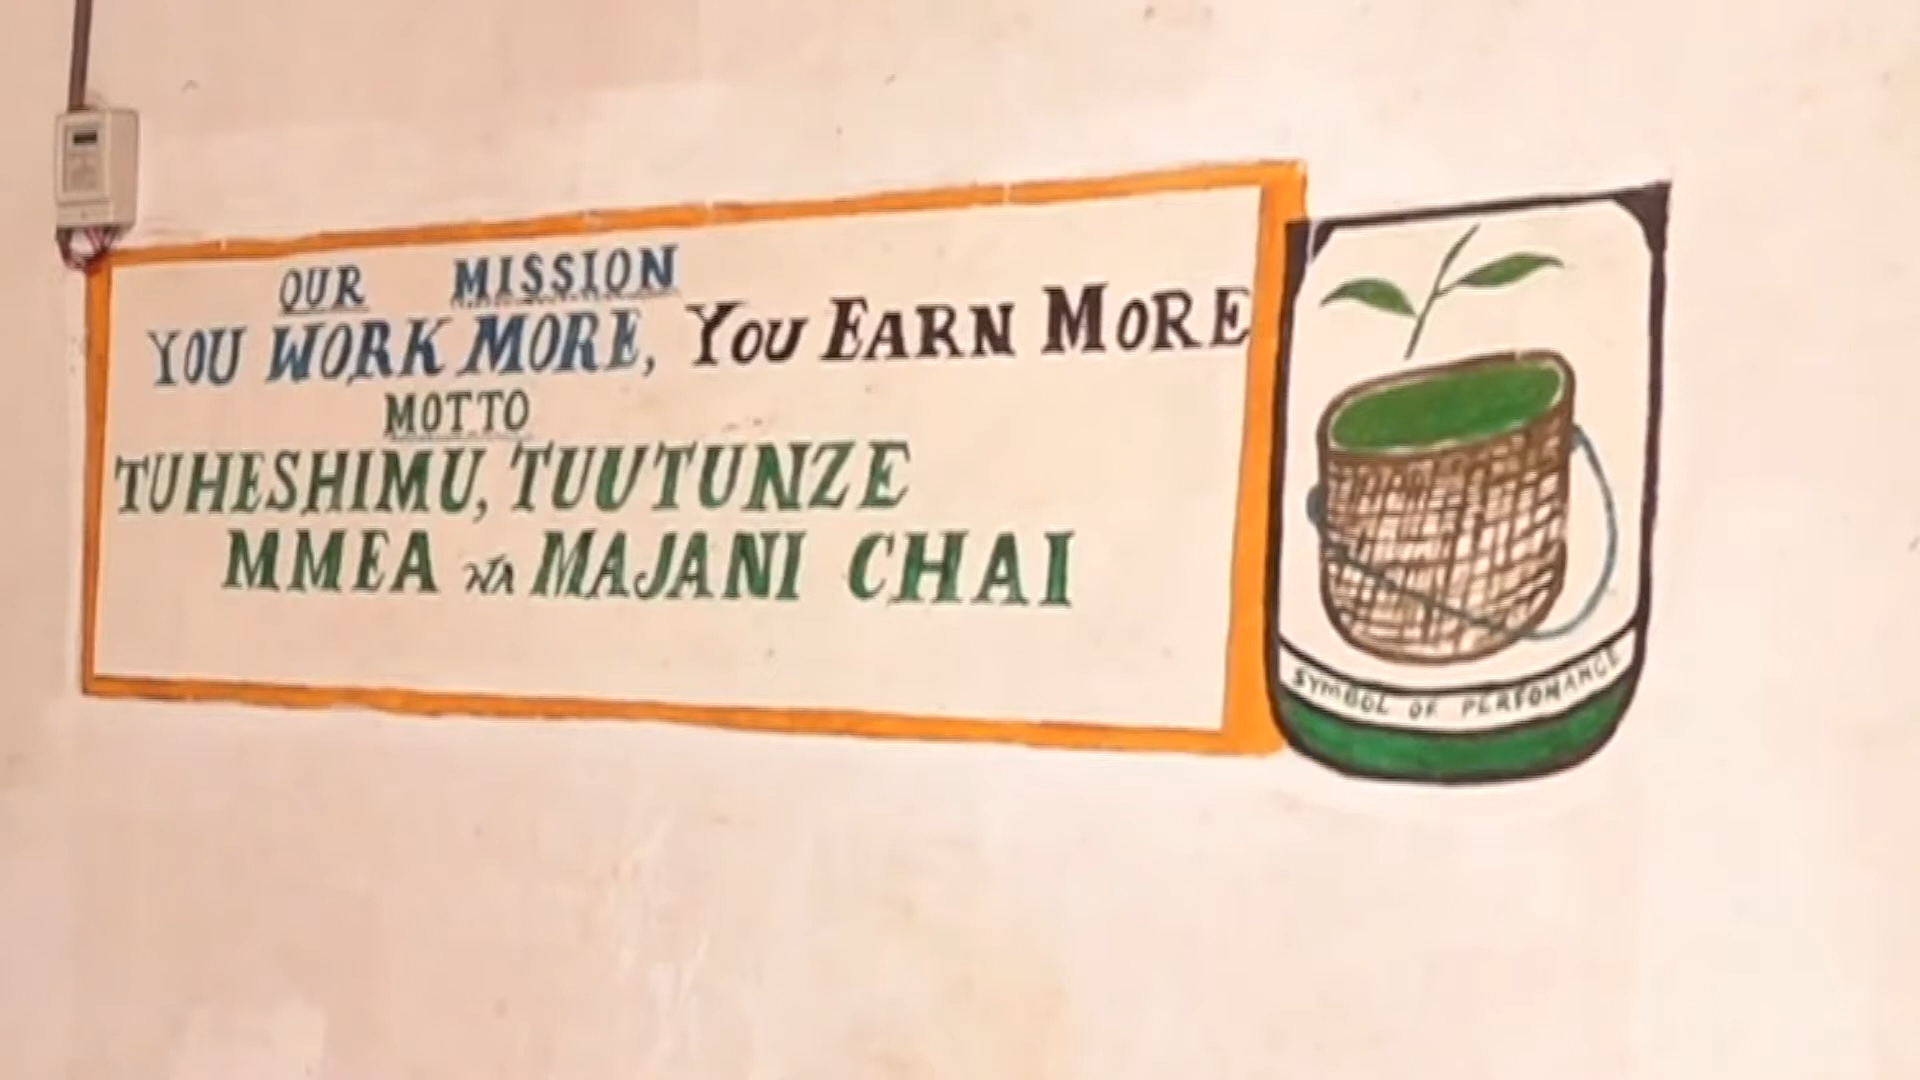 OUR MISSION
YOU WORK MORE, YOU EARN MORE
MOTTO
TUHESHIMU, TUUTUNZE
MMEA NA MAJANI CHAI
SYMBOL OF PERFOMANCE